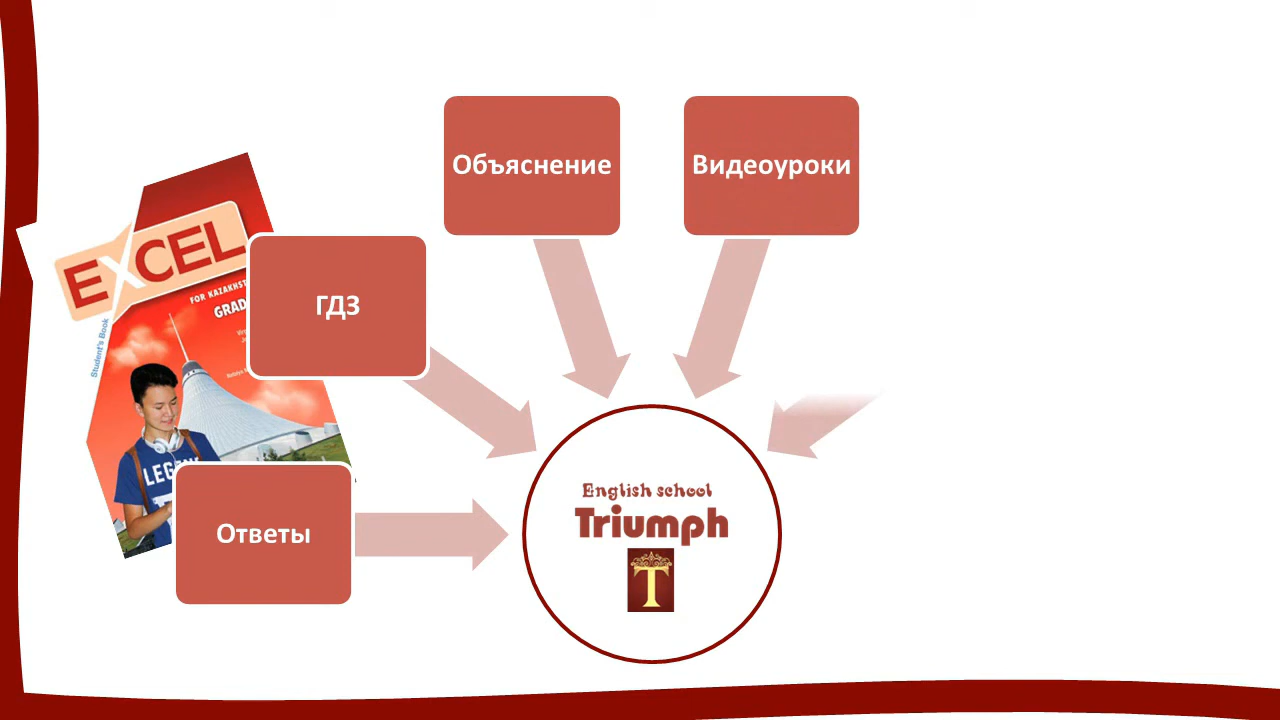 Объяснение
Видеоуроки
EXCEL
FOR KAZAKHST
GRAD
ГДЗ
Student's Book
LEGEN
Ответы
English school
Triumph
T